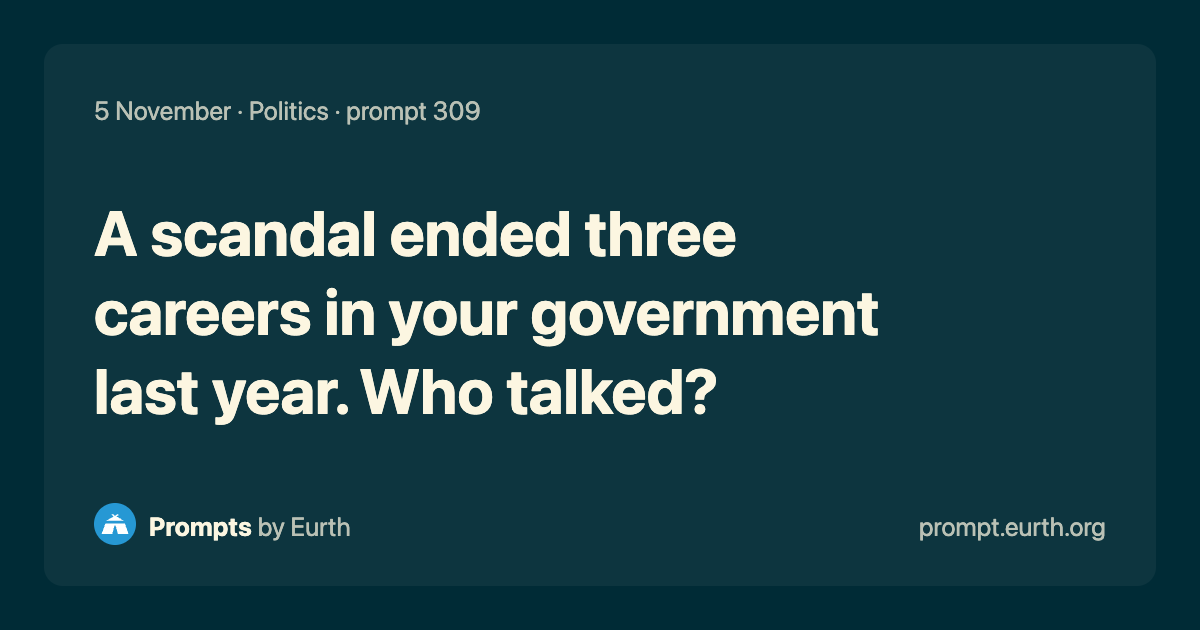 5 November · Politics · prompt 309
A scandal ended three
careers in your government
last year. Who talked?
Prompts by Eurth
prompt.eurth.org